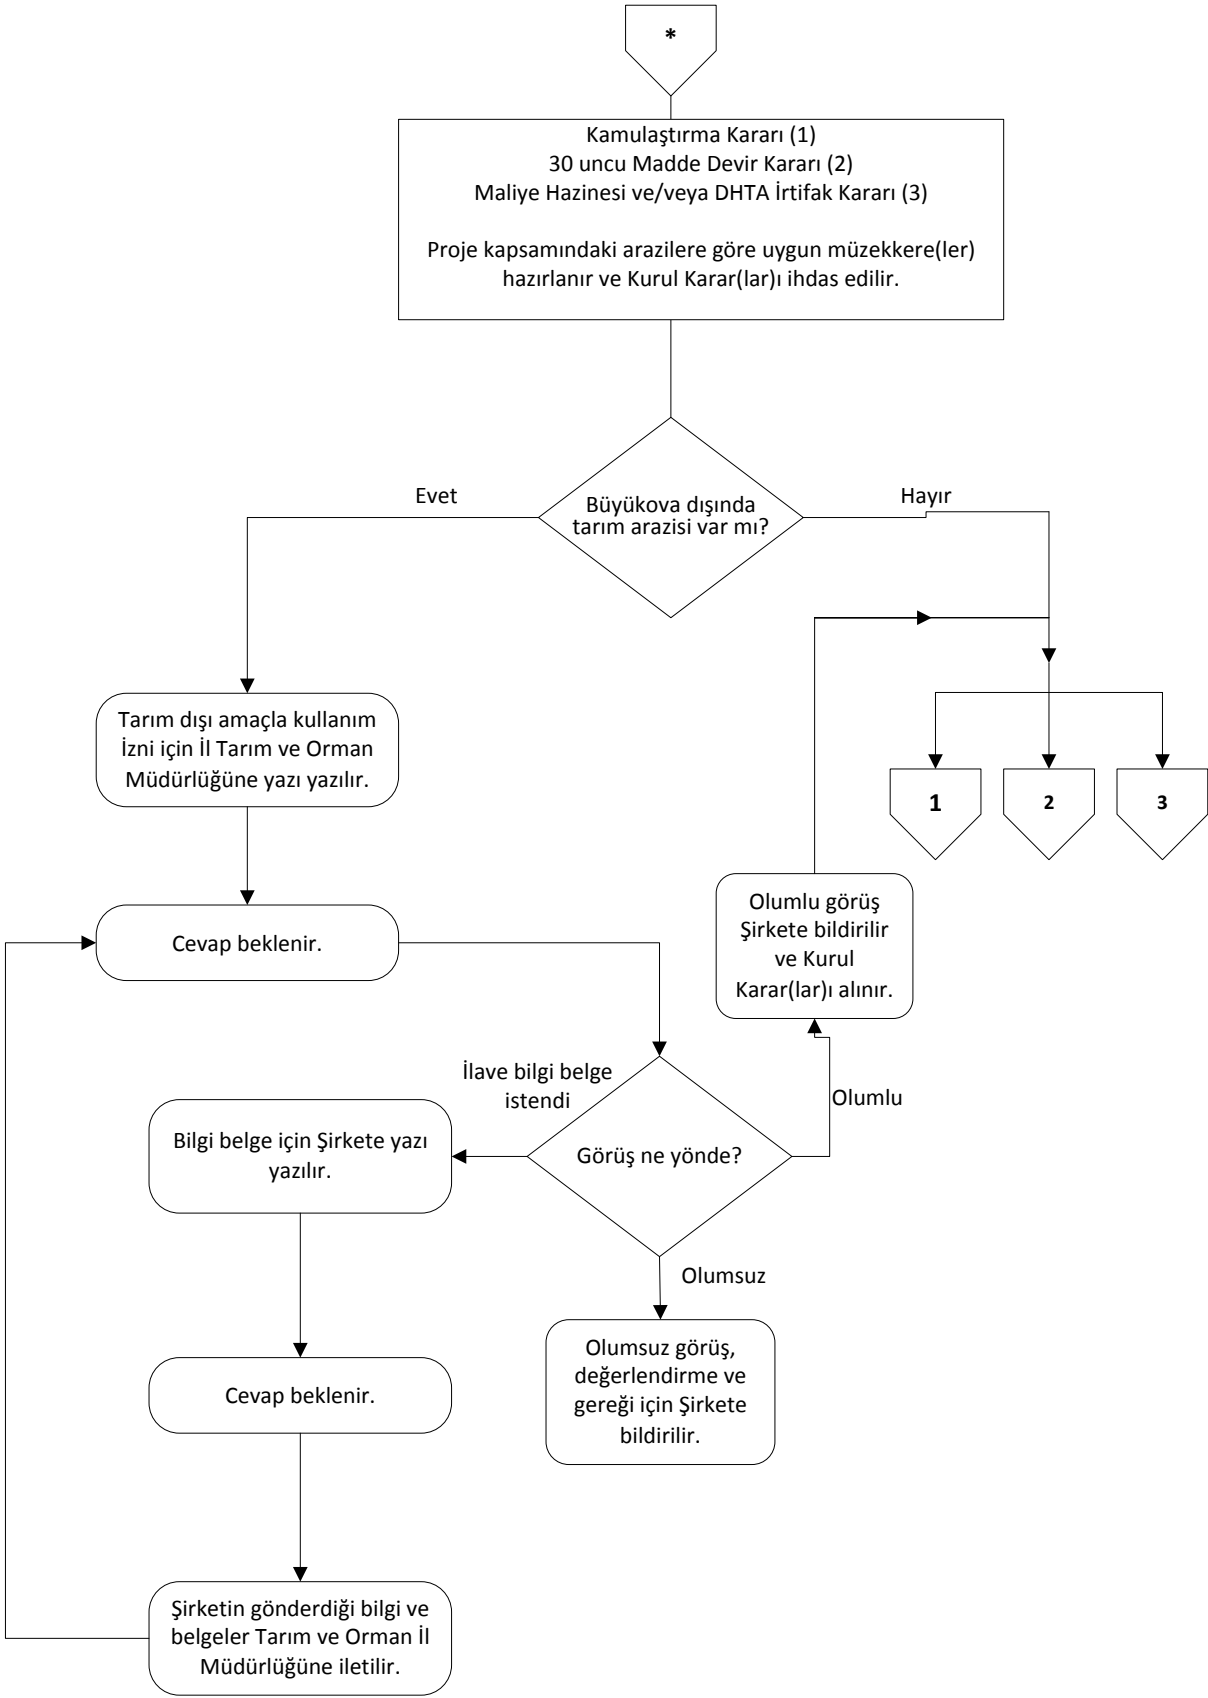 *
Kamulaştırma Kararı (1)
30 uncu Madde Devir Kararı (2)
Maliye Hazinesi ve/veya DHTA İrtifak Kararı (3)
Proje kapsamındaki arazilere göre uygun müzekkere(ler)
hazırlanır ve Kurul Karar(lar)ı ihdas edilir.
Evet
Büyükova dışında
tarım arazisi var mı?
Hayır
Tarım dışı amaçla kullanım
İzni için İl Tarım ve Orman
Müdürlüğüne yazı yazılır.
1
2
3
Cevap beklenir.
Olumlu görüş
Şirkete bildirilir
ve Kurul
Karar(lar)ı alınır.
İlave bilgi belge
istendi
Olumlu
Görüş ne yönde?
Bilgi belge için Şirkete yazı
yazılır.
Olumsuz
Olumsuz görüş,
değerlendirme ve
gereği için Şirkete
bildirilir.
Cevap beklenir.
Şirketin gönderdiği bilgi ve
belgeler Tarım ve Orman İl
Müdürlüğüne iletilir.